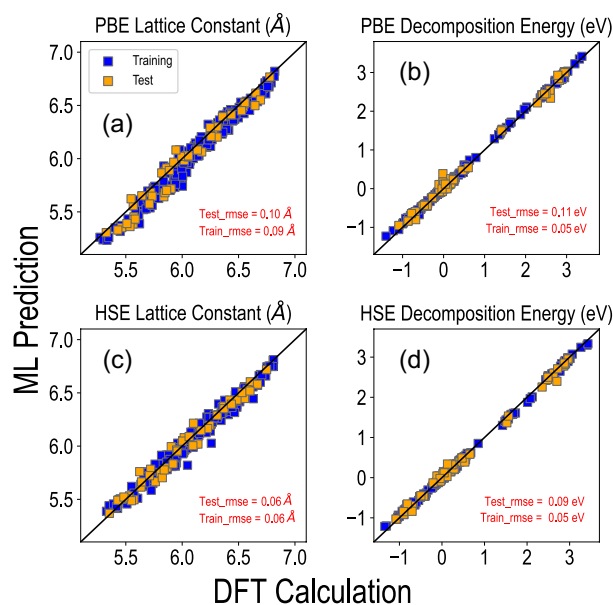 PBE Lattice Constant (Å)
7.0
6.5
6.0
5.5
Training
Test
(a)
Test_rmse = 0.10 Å
Train_rmse = 0.09 Å
5.5 6.0 6.5 7.0
PBE Decomposition Energy (eV)
3
2
1
0
−1
(b)
Test_rmse = 0.11 eV
Train_rmse = 0.05 eV
−1 0 1 2 3
HSE Lattice Constant (Å)
7.0
6.5
6.0
5.5
(c)
Test_rmse = 0.06 Å
Train_rmse = 0.06 Å
5.5 6.0 6.5 7.0
HSE Decomposition Energy (eV)
3
2
1
0
−1
(d)
Test_rmse = 0.09 eV
Train_rmse = 0.05 eV
−1 0 1 2 3
ML Prediction
DFT Calculation